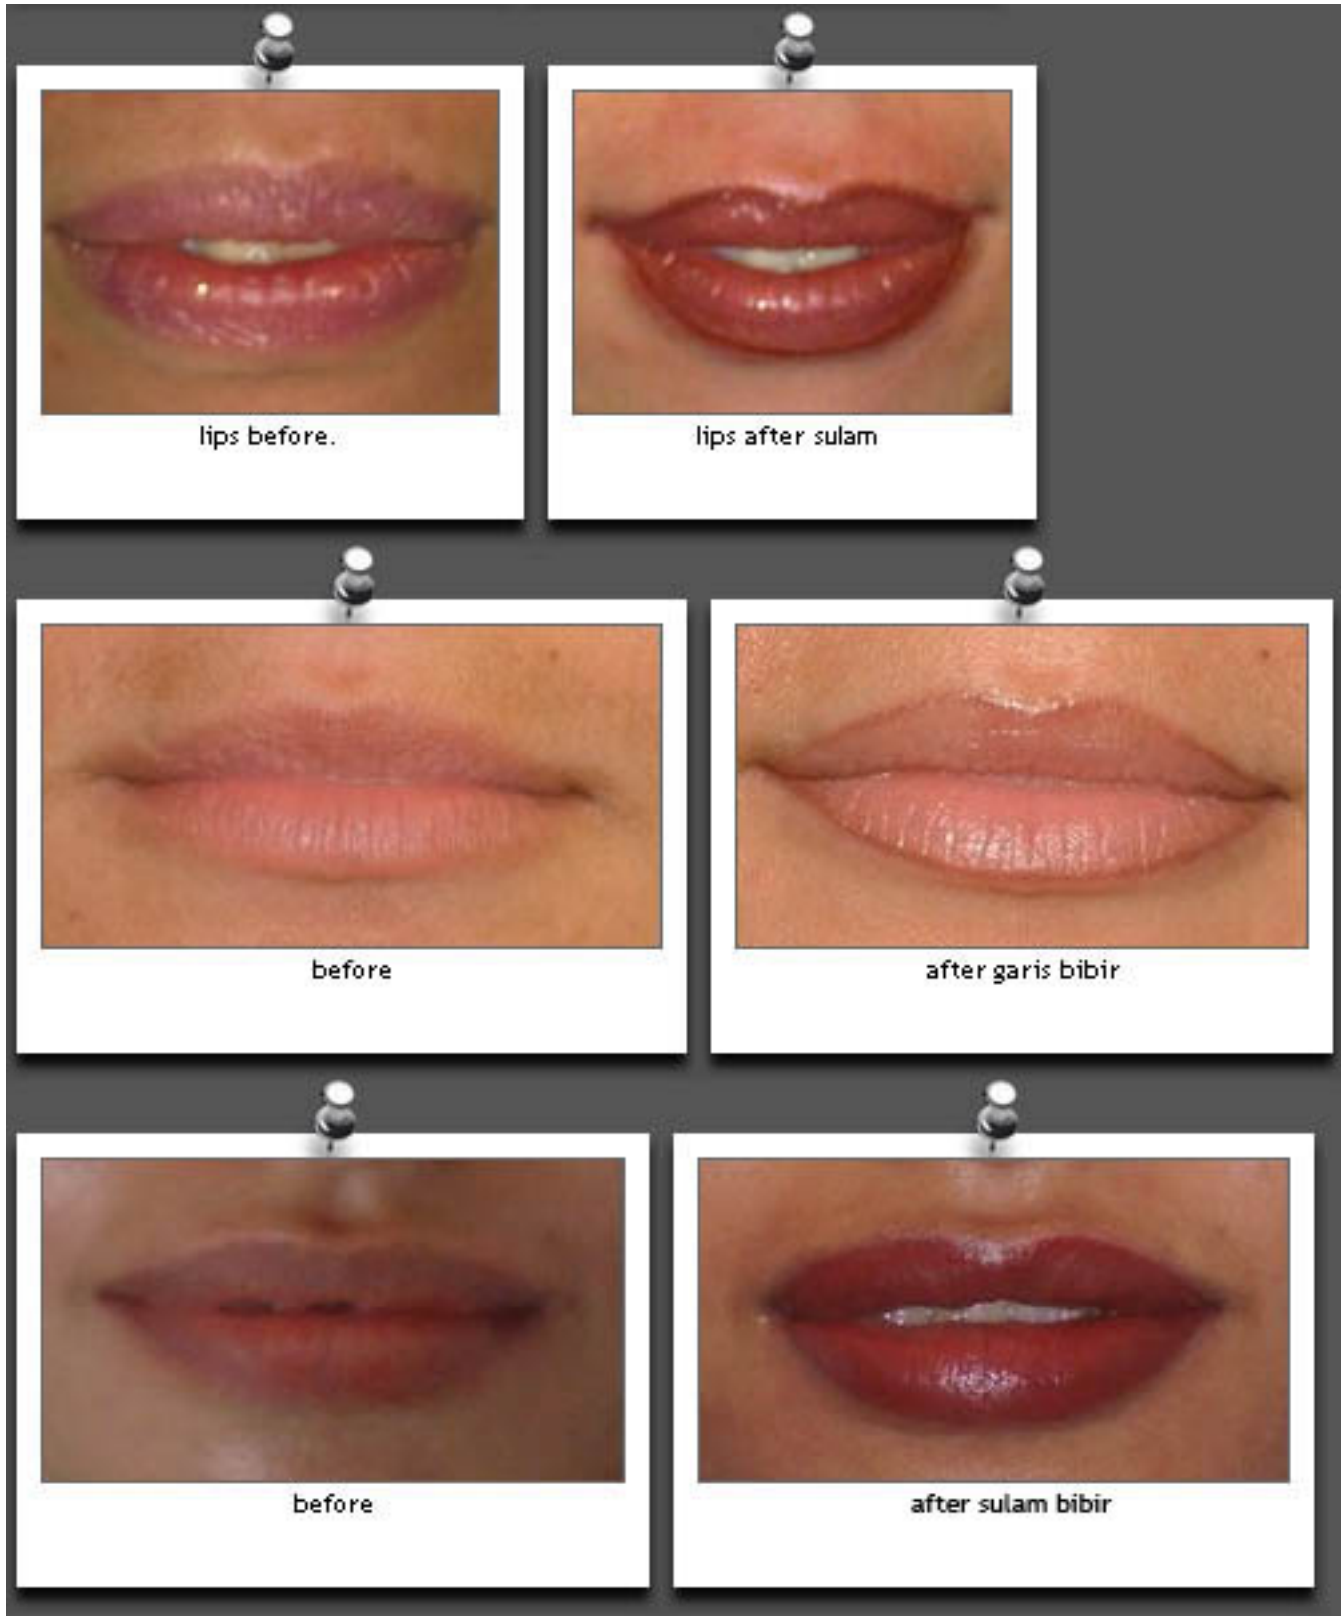 lips before.
lips after sulam
before
after garis bibir
before
after sulam bibir